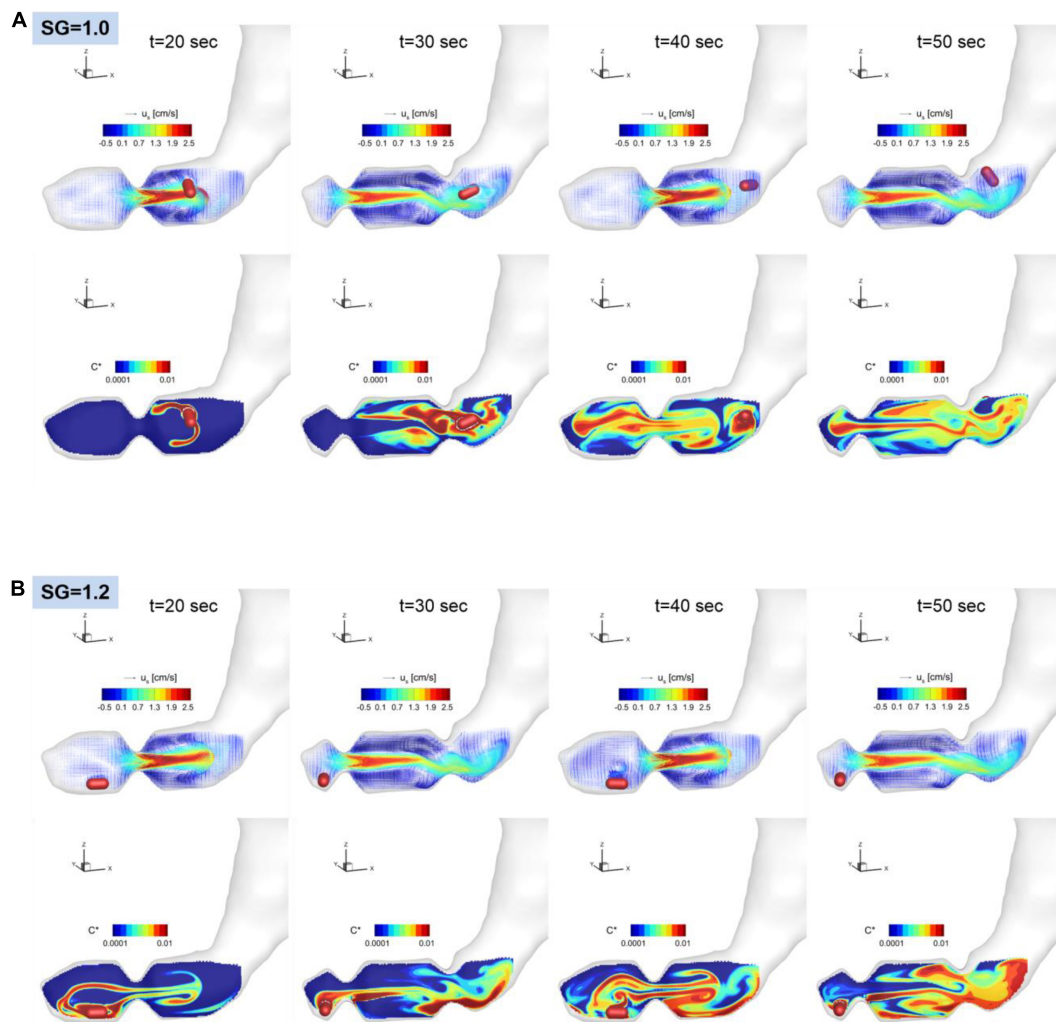 A
SG=1.0
t=20 sec
t=30 sec
t=40 sec
t=50 sec
Z
Y
X
Z
Y
X
Z
Y
X
Z
Y
X
uₛ [cm/s]
uₛ [cm/s]
uₛ [cm/s]
uₛ [cm/s]
-0.5 0.1 0.7 1.3 1.9 2.5
-0.5 0.1 0.7 1.3 1.9 2.5
-0.5 0.1 0.7 1.3 1.9 2.5
-0.5 0.1 0.7 1.3 1.9 2.5
Z
Y
X
Z
Y
X
Z
Y
X
Z
Y
X
C*
C*
C*
C*
0.0001 0.01
0.0001 0.01
0.0001 0.01
0.0001 0.01
B
SG=1.2
t=20 sec
t=30 sec
t=40 sec
t=50 sec
Z
Y
X
Z
Y
X
Z
Y
X
Z
Y
X
uₛ [cm/s]
uₛ [cm/s]
uₛ [cm/s]
uₛ [cm/s]
-0.5 0.1 0.7 1.3 1.9 2.5
-0.5 0.1 0.7 1.3 1.9 2.5
-0.5 0.1 0.7 1.3 1.9 2.5
-0.5 0.1 0.7 1.3 1.9 2.5
Z
Y
X
Z
Y
X
Z
Y
X
Z
Y
X
C*
C*
C*
C*
0.0001 0.01
0.0001 0.01
0.0001 0.01
0.0001 0.01